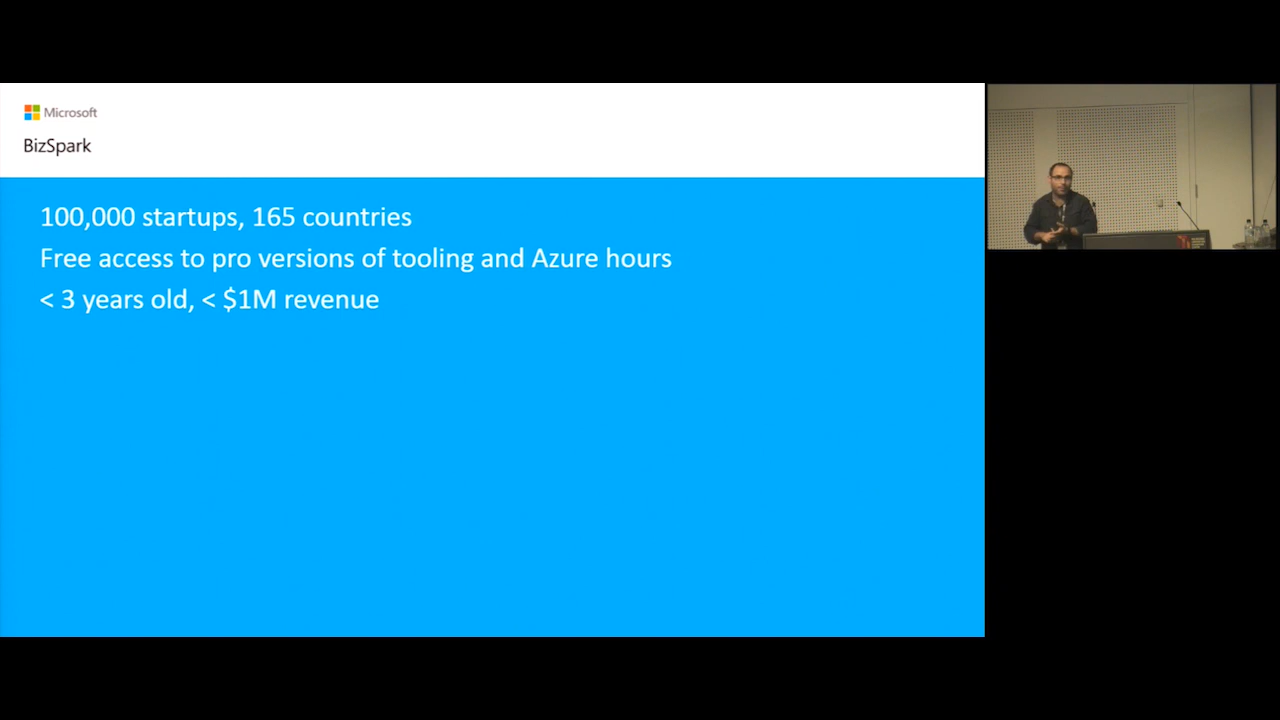 Microsoft
BizSpark
100,000 startups, 165 countries
Free access to pro versions of tooling and Azure hours
< 3 years old, < $1M revenue